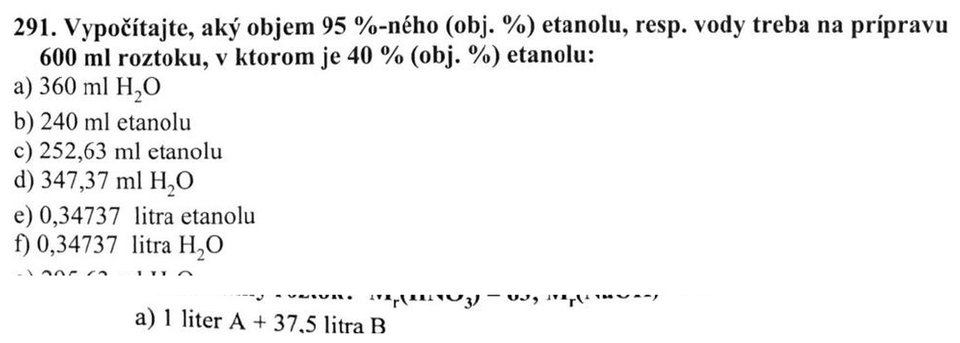 291. Vypočítajte, aký objem 95 %-ného (obj. %) etanolu, resp. vody treba na prípravu
600 ml roztoku, v ktorom je 40 % (obj. %) etanolu:
a) 360 ml H₂O
b) 240 ml etanolu
c) 252,63 ml etanolu
d) 347,37 ml H₂O
e) 0,34737 litra etanolu
f) 0,34737 litra H₂O
a) 1 liter A + 37,5 litra B